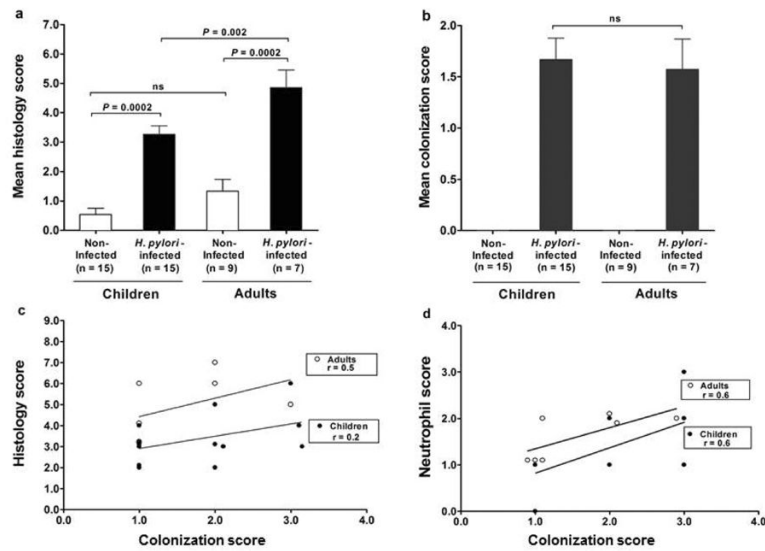 a
Mean histology score
7.0
6.0
5.0
4.0
3.0
2.0
1.0
0.0
P = 0.002
P = 0.0002
ns
P = 0.0002
Non-
Infected
(n = 15)
H. pylori -
infected
(n = 15)
Non-
Infected
(n = 9)
H. pylori -
infected
(n = 7)
Children
Adults
b
Mean colonization score
2.0
1.5
1.0
0.5
0.0
ns
Non-
Infected
(n = 15)
H. pylori -
infected
(n = 15)
Non-
Infected
(n = 9)
H. pylori -
infected
(n = 7)
Children
Adults
c
Histology score
9.0
8.0
7.0
6.0
5.0
4.0
3.0
2.0
1.0
0.0
Adults
r = 0.5
Children
r = 0.2
0.0 1.0 2.0 3.0 4.0
Colonization score
d
Neutrophil score
4.0
3.0
2.0
1.0
0.0
Adults
r = 0.6
Children
r = 0.6
0.0 1.0 2.0 3.0 4.0
Colonization score